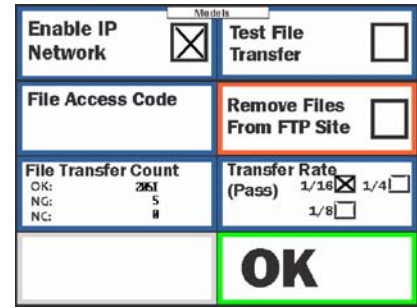 Models
Enable IP
Network
Test File
Transfer
File Access Code
Remove Files
From FTP Site
File Transfer Count
OK:
NG: 5
NC: 0
Transfer Rate
(Pass) 1/16 1/4
1/8
OK